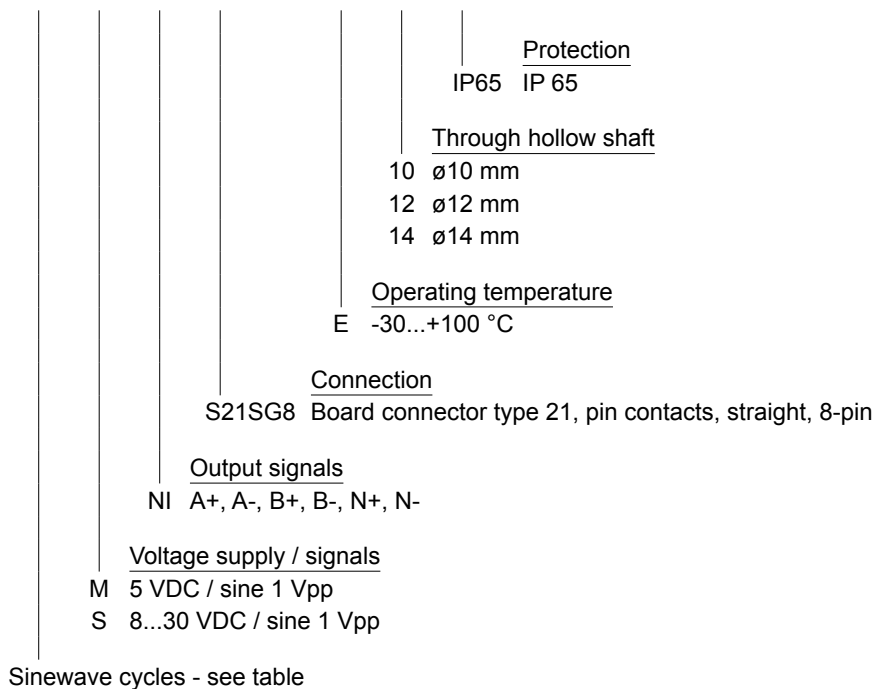 Protection
IP65 IP 65
Through hollow shaft
10 ø10 mm
12 ø12 mm
14 ø14 mm
Operating temperature
E -30...+100 °C
Connection
S21SG8 Board connector type 21, pin contacts, straight, 8-pin
Output signals
NI A+, A-, B+, B-, N+, N-
Voltage supply / signals
M 5 VDC / sine 1 Vpp
S 8...30 VDC / sine 1 Vpp
Sinewave cycles - see table